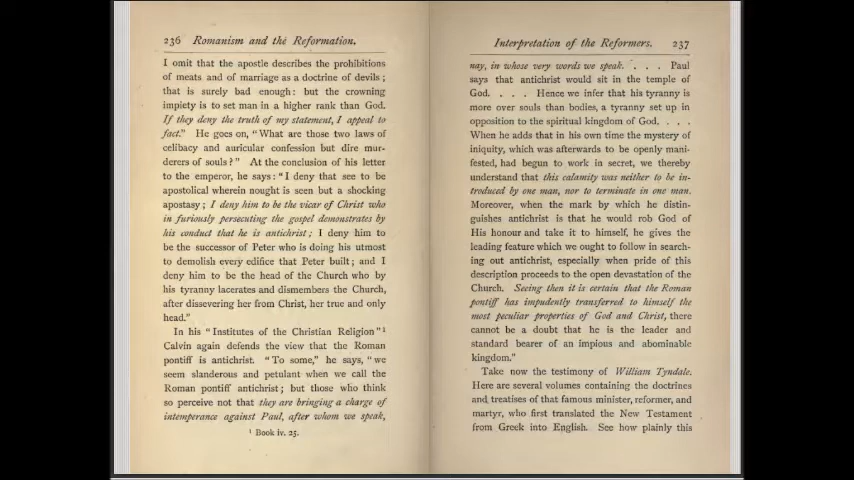 236 Romanism and the Reformation.
I omit that the apostle describes the prohibitions
of meats and of marriage as a doctrine of devils ;
that is surely bad enough : but the crowning
impiety is to set man in a higher rank than God.
If they deny the truth of my statement, I appeal to
fact." He goes on, "What are those two laws of
celibacy and auricular confession but dire mur-
derers of souls ?" At the conclusion of his letter
to the emperor, he says : "I deny that see to be
apostolical wherein nought is seen but a shocking
apostasy ; I deny him to be the vicar of Christ who
in furiously persecuting the gospel demonstrates by
his conduct that he is antichrist ; I deny him to
be the successor of Peter who is doing his utmost
to demolish every edifice that Peter built ; and I
deny him to be the head of the Church who by
his tyranny lacerates and dismembers the Church,
after dissevering her from Christ, her true and only
head."
In his "Institutes of the Christian Religion" ¹
Calvin again defends the view that the Roman
pontiff is antichrist. "To some," he says, "we
seem slanderous and petulant when we call the
Roman pontiff antichrist ; but those who think
so perceive not that they are bringing a charge of
intemperance against Paul, after whom we speak,
¹ Book iv. 25.
Interpretation of the Reformers. 237
nay, in whose very words we speak. . . . Paul
says that antichrist would sit in the temple of
God. . . . Hence we infer that his tyranny is
more over souls than bodies, a tyranny set up in
opposition to the spiritual kingdom of God. . . .
When he adds that in his own time the mystery of
iniquity, which was afterwards to be openly mani-
fested, had begun to work in secret, we thereby
understand that this calamity was neither to be in-
troduced by one man, nor to terminate in one man.
Moreover, when the mark by which he distin-
guishes antichrist is that he would rob God of
His honour and take it to himself, he gives the
leading feature which we ought to follow in search-
ing out antichrist, especially when pride of this
description proceeds to the open devastation of the
Church. Seeing then it is certain that the Roman
pontiff has impudently transferred to himself the
most peculiar properties of God and Christ, there
cannot be a doubt that he is the leader and
standard bearer of an impious and abominable
kingdom."
Take now the testimony of William Tyndale.
Here are several volumes containing the doctrines
and treatises of that famous minister, reformer, and
martyr, who first translated the New Testament
from Greek into English. See how plainly this